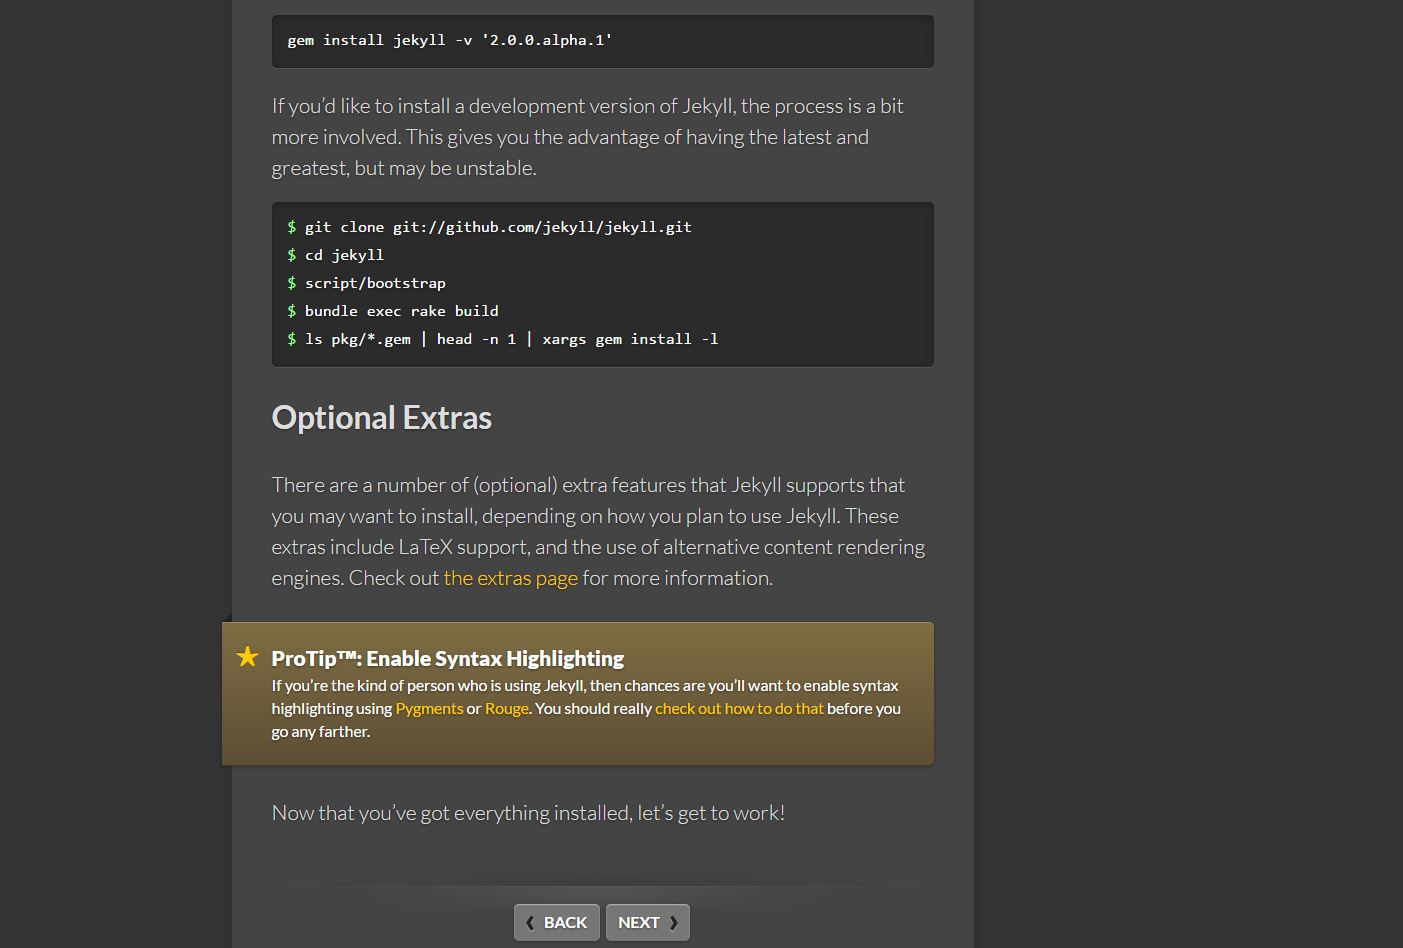 gem install jekyll -v '2.0.0.alpha.1'
If you’d like to install a development version of Jekyll, the process is a bit
more involved. This gives you the advantage of having the latest and
greatest, but may be unstable.
$ git clone git://github.com/jekyll/jekyll.git
$ cd jekyll
$ script/bootstrap
$ bundle exec rake build
$ ls pkg/*.gem | head -n 1 | xargs gem install -l
Optional Extras
There are a number of (optional) extra features that Jekyll supports that
you may want to install, depending on how you plan to use Jekyll. These
extras include LaTeX support, and the use of alternative content rendering
engines. Check out the extras page for more information.
ProTip™: Enable Syntax Highlighting
If you’re the kind of person who is using Jekyll, then chances are you’ll want to enable syntax
highlighting using Pygments or Rouge. You should really check out how to do that before you
go any farther.
Now that you’ve got everything installed, let’s get to work!
BACK NEXT